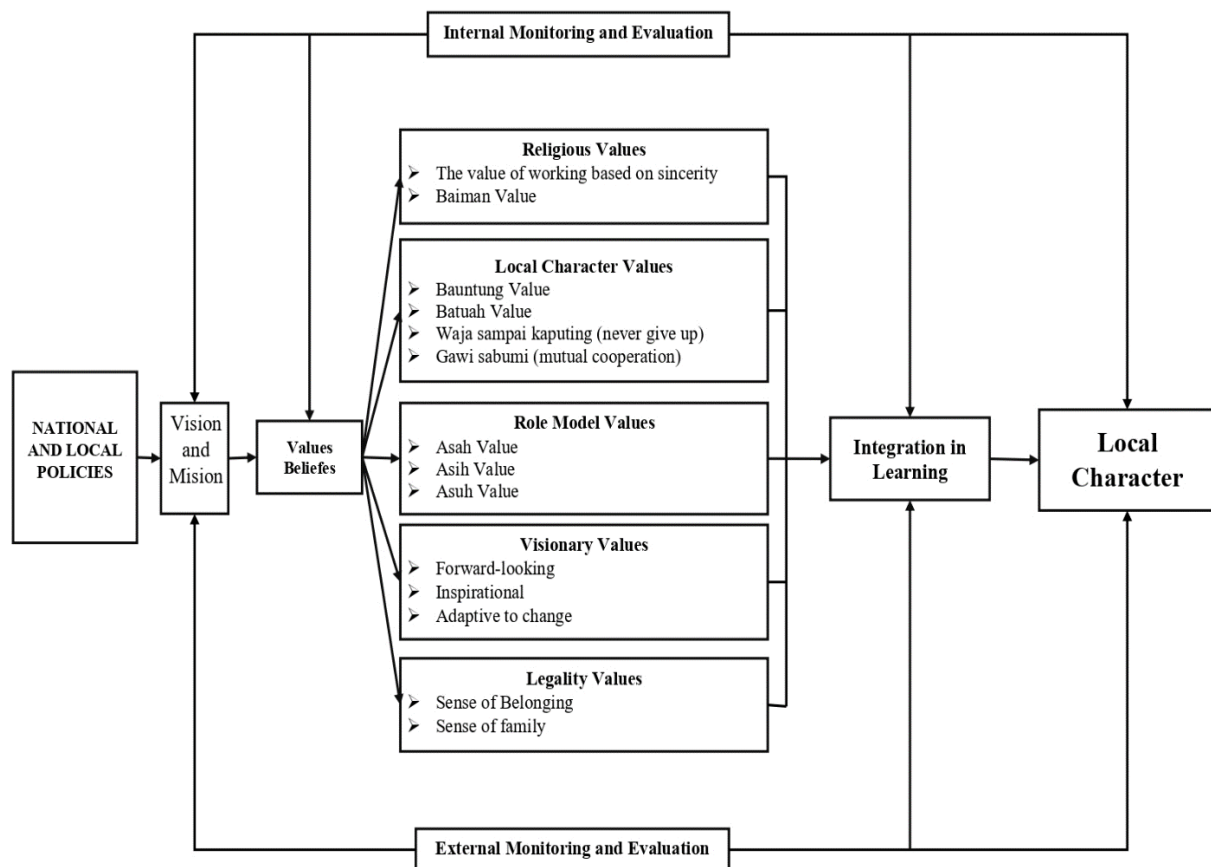 Internal Monitoring and Evaluation
Religious Values
➢ The value of working based on sincerity
➢ Baiman Value
Local Character Values
➢ Bauntung Value
➢ Batuah Value
➢ Waja sampai kaputing (never give up)
➢ Gawi sabumi (mutual cooperation)
NATIONAL
AND LOCAL
POLICIES
Vision
and
Mision
Values
Beliefes
Role Model Values
➢ Asah Value
➢ Asih Value
➢ Asuh Value
Integration in
Learning
Local
Character
Visionary Values
➢ Forward-looking
➢ Inspirational
➢ Adaptive to change
Legality Values
➢ Sense of Belonging
➢ Sense of family
External Monitoring and Evaluation